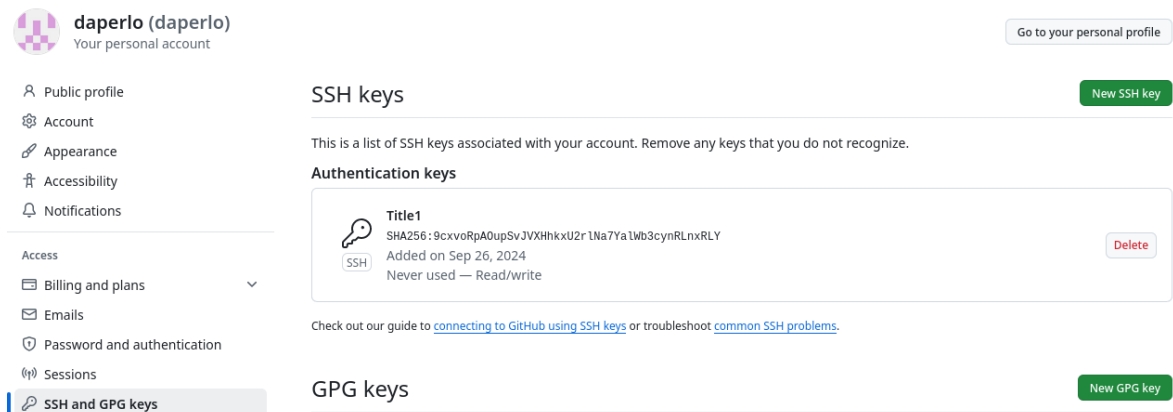 daperlo (daperlo)
Your personal account
Go to your personal profile
Public profile
Account
Appearance
Accessibility
Notifications
Access
Billing and plans
Emails
Password and authentication
Sessions
SSH and GPG keys
SSH keys
New SSH key
This is a list of SSH keys associated with your account. Remove any keys that you do not recognize.
Authentication keys
Title1
SHA256:9cxvoRpAOupSvJVXHhkxU2rlNa7YalWb3cynRLnxRLY
Added on Sep 26, 2024
Never used — Read/write
SSH
Delete
Check out our guide to connecting to GitHub using SSH keys or troubleshoot common SSH problems.
GPG keys
New GPG key